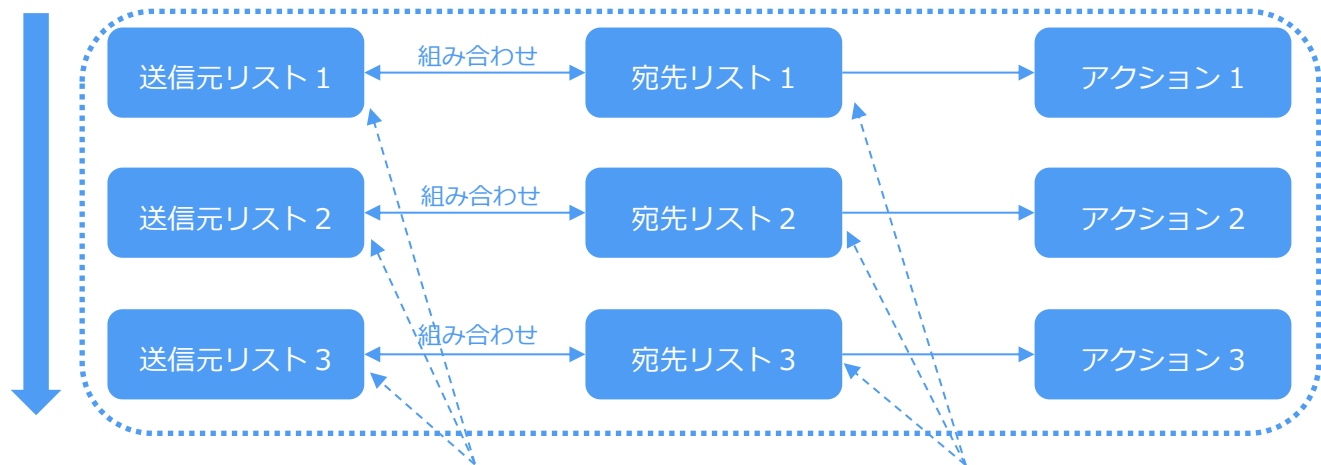 送信元リスト1
組み合わせ
宛先リスト1
アクション1
送信元リスト2
組み合わせ
宛先リスト2
アクション2
送信元リスト3
組み合わせ
宛先リスト3
アクション3